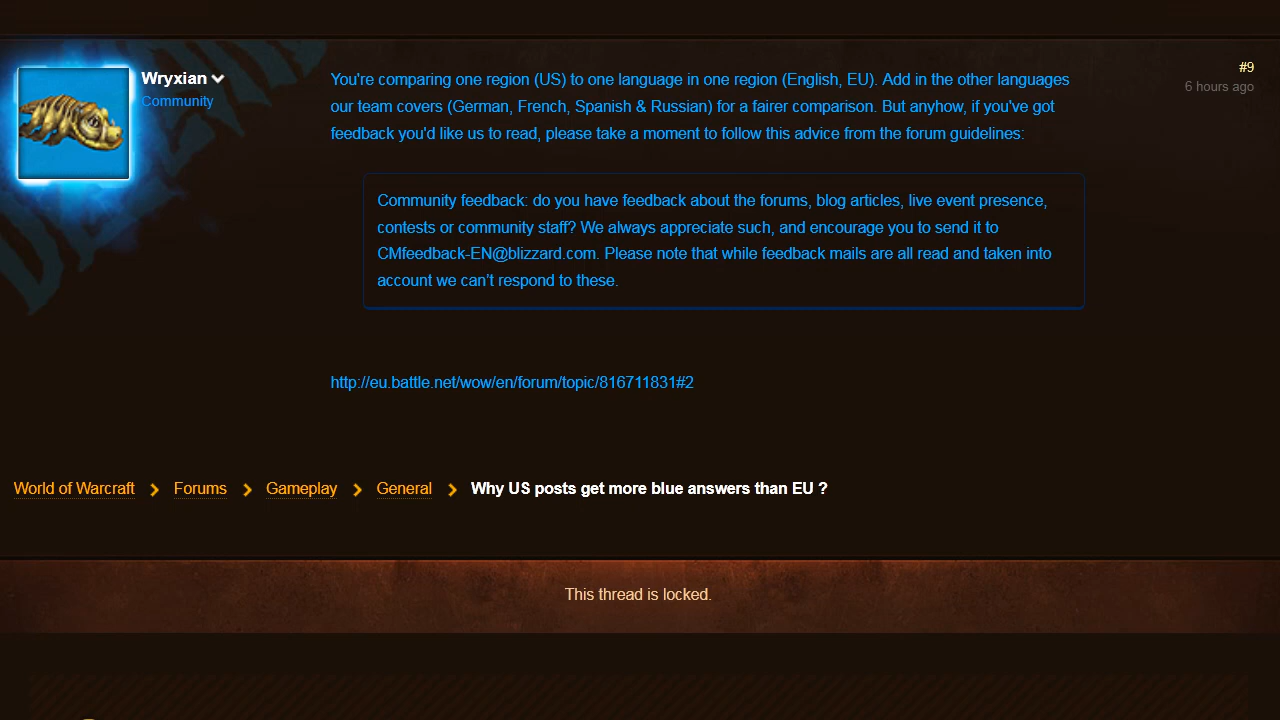 Wryxian
Community
#9
6 hours ago
You're comparing one region (US) to one language in one region (English, EU). Add in the other languages
our team covers (German, French, Spanish & Russian) for a fairer comparison. But anyhow, if you've got
feedback you'd like us to read, please take a moment to follow this advice from the forum guidelines:
Community feedback: do you have feedback about the forums, blog articles, live event presence,
contests or community staff? We always appreciate such, and encourage you to send it to
CMfeedback-EN@blizzard.com. Please note that while feedback mails are all read and taken into
account we can't respond to these.
http://eu.battle.net/wow/en/forum/topic/816711831#2
World of Warcraft > Forums > Gameplay > General > Why US posts get more blue answers than EU ?
This thread is locked.